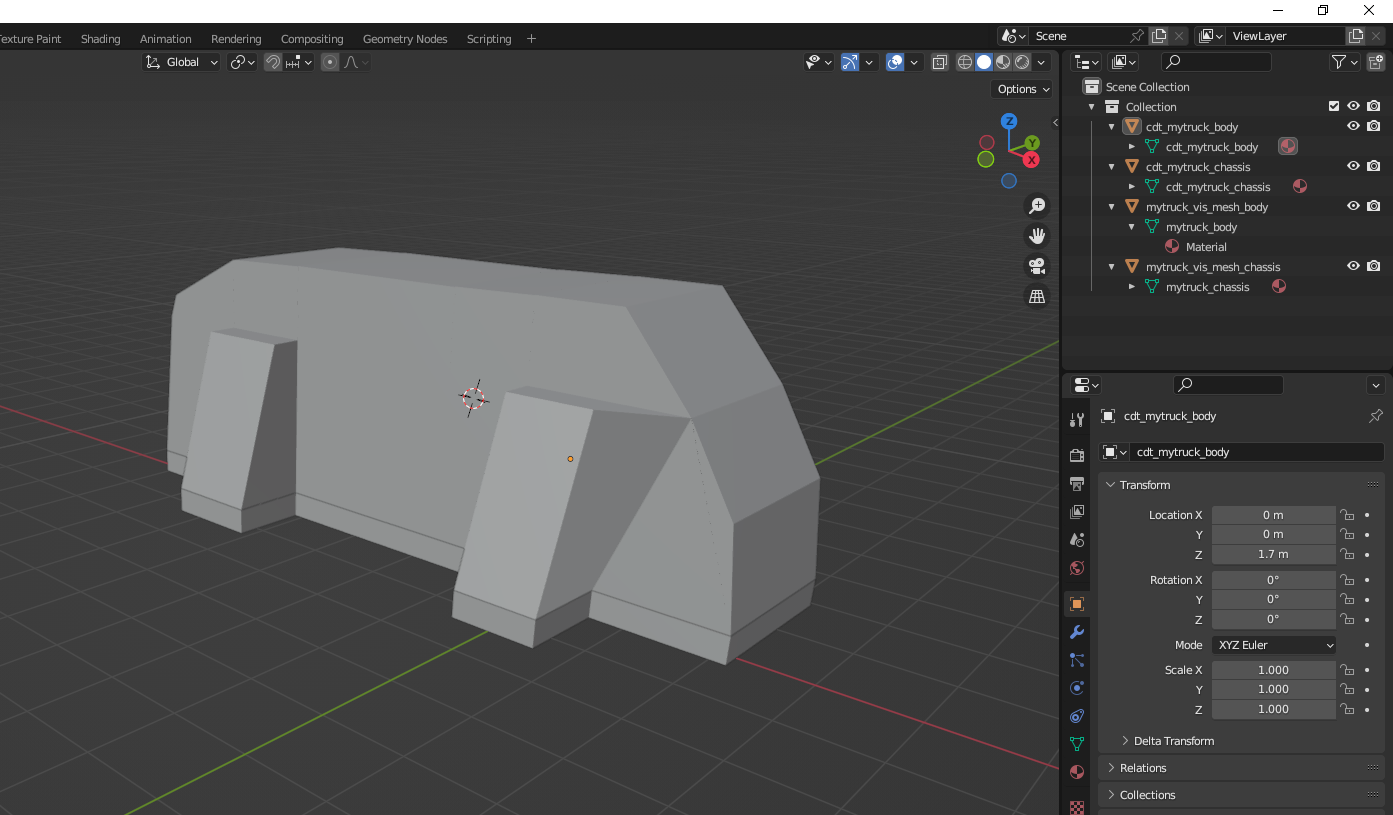 Texture Paint Shading Animation Rendering Compositing Geometry Nodes Scripting +
Scene
ViewLayer
Global
Options
Z
Y
X
Scene Collection
Collection
cdt_mytruck_body
cdt_mytruck_body
cdt_mytruck_chassis
cdt_mytruck_chassis
mytruck_vis_mesh_body
mytruck_body
Material
mytruck_vis_mesh_chassis
mytruck_chassis
cdt_mytruck_body
cdt_mytruck_body
Transform
Location X 0 m
Y 0 m
Z 1.7 m
Rotation X 0°
Y 0°
Z 0°
Mode XYZ Euler
Scale X 1.000
Y 1.000
Z 1.000
Delta Transform
Relations
Collections